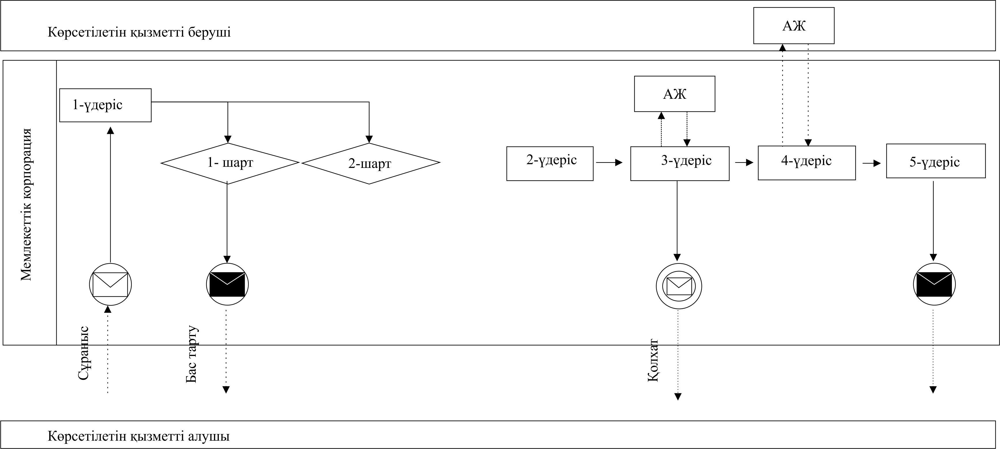 Көрсетілетін қызметті беруші
АЖ
Мемлекеттік корпорация
1-үдеріс
АЖ
1- шарт
2-шарт
2-үдеріс
3-үдеріс
4-үдеріс
5-үдеріс
Сұраныс
Бас тарту
Қолхат
Көрсетілетін қызметті алушы